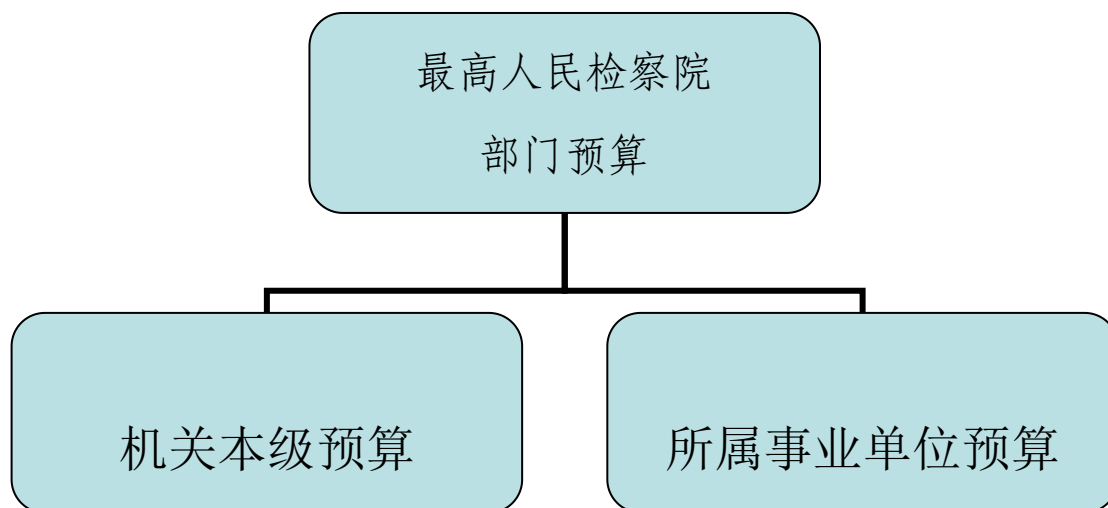 最高人民检察院
部门预算
机关本级预算
所属事业单位预算